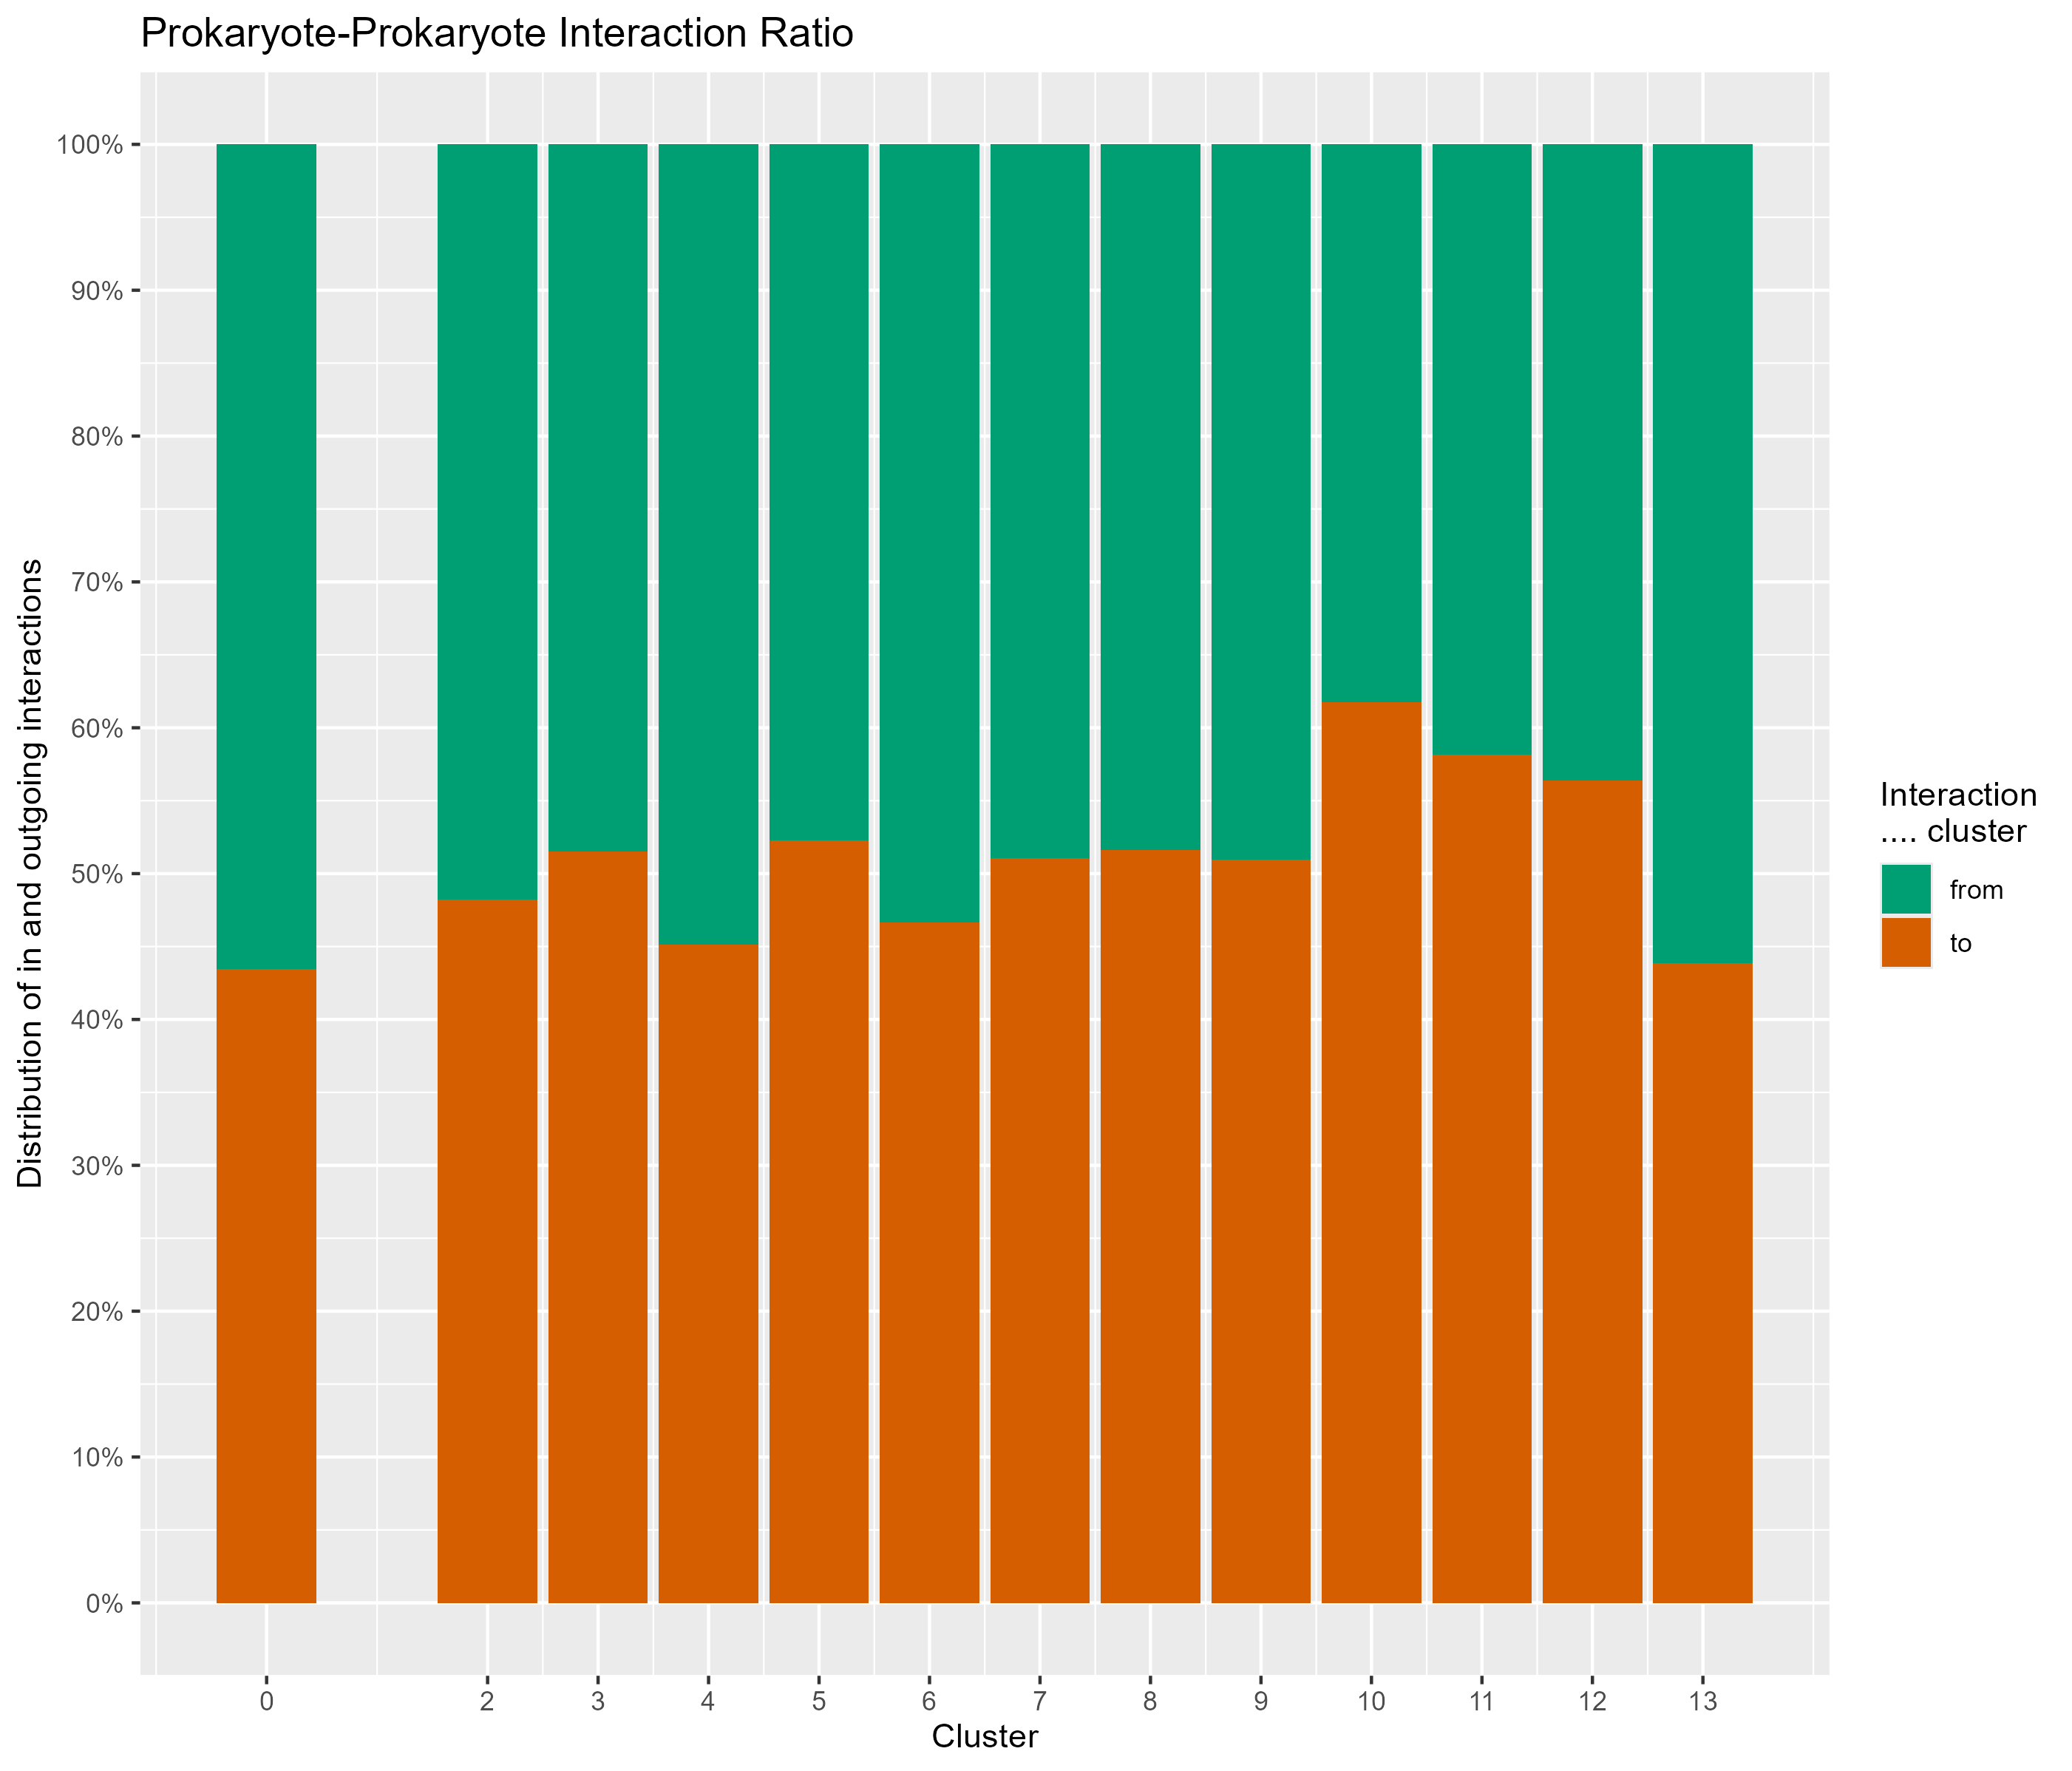 Prokaryote-Prokaryote Interaction Ratio
Distribution of in and outgoing interactions
100%
90%
80%
70%
60%
50%
40%
30%
20%
10%
0%
0 2 3 4 5 6 7 8 9 10 11 12 13
Cluster
Interaction
.... cluster
from
to